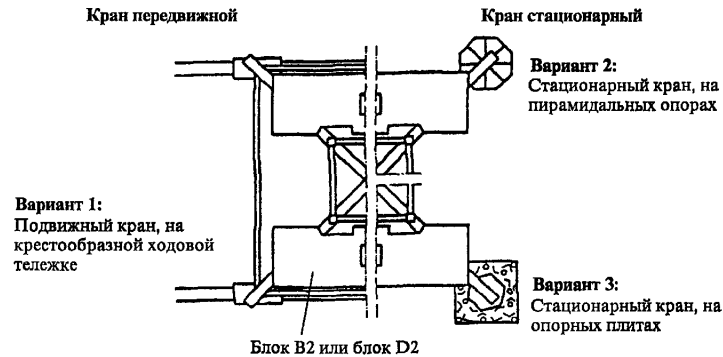 Кран передвижной
Кран стационарный
Вариант 2:
Стационарный кран, на
пирамидальных опорах
Вариант 1:
Подвижный кран, на
крестообразной ходовой
тележке
Вариант 3:
Стационарный кран, на
опорных плитах
Блок B2 или блок D2